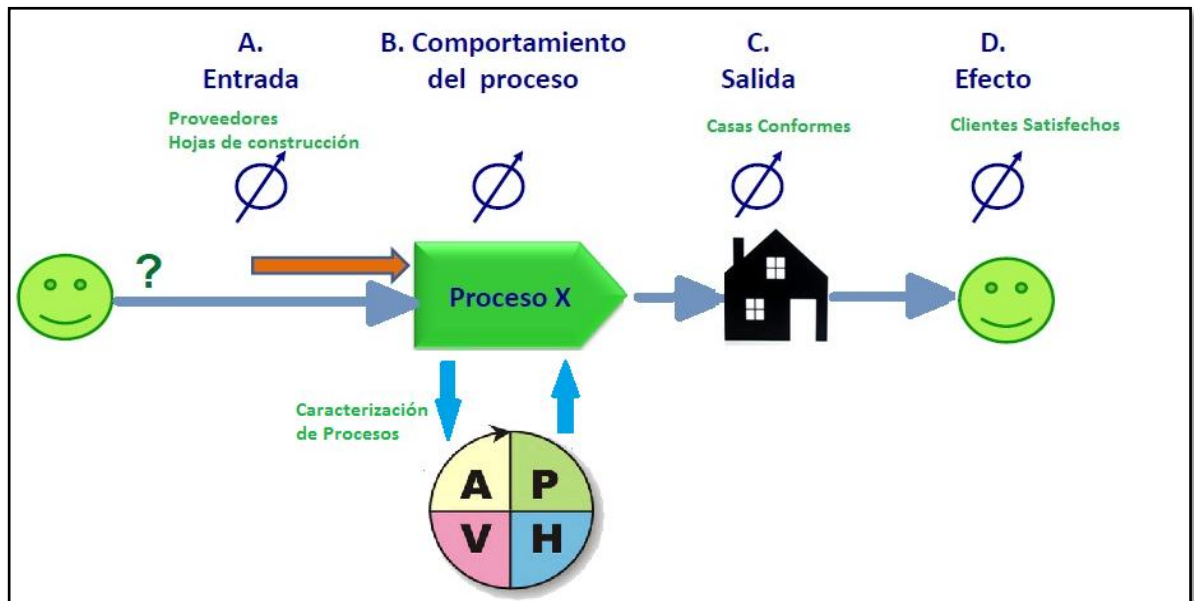 A.
Entrada
B. Comportamiento
del proceso
C.
Salida
D.
Efecto
Proveedores
Hojas de construcción
Casas Conformes
Clientes Satisfechos
?
Proceso X
Caracterización
de Procesos
A P
V H